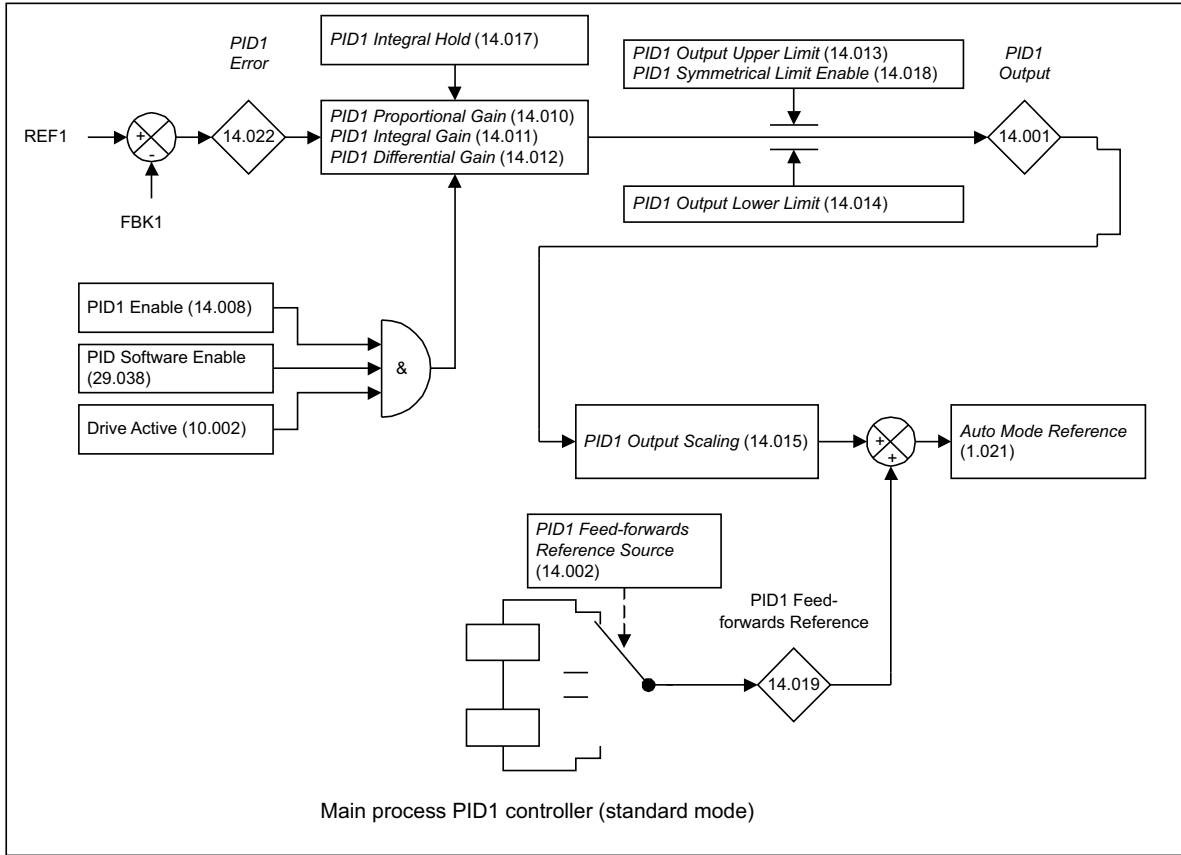 PID1
Error
PID1 Integral Hold (14.017)
PID1 Output Upper Limit (14.013)
PID1 Symmetrical Limit Enable (14.018)
PID1
Output
REF1
+
-
14.022
PID1 Proportional Gain (14.010)
PID1 Integral Gain (14.011)
PID1 Differential Gain (14.012)
14.001
FBK1
PID1 Output Lower Limit (14.014)
PID1 Enable (14.008)
PID Software Enable
(29.038)
Drive Active (10.002)
&
PID1 Output Scaling (14.015)
+
+
Auto Mode Reference
(1.021)
PID1 Feed-forwards
Reference Source
(14.002)
PID1 Feed-
forwards Reference
14.019
Main process PID1 controller (standard mode)